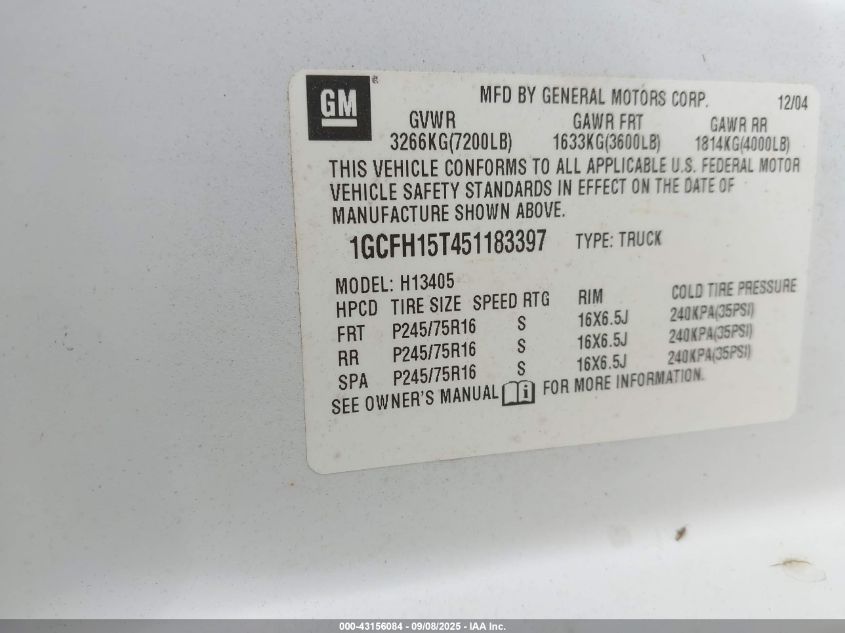 GM
MFD BY GENERAL MOTORS CORP. 12/04
GVWR GAWR FRT GAWR RR
3266KG(7200LB) 1633KG(3600LB) 1814KG(4000LB)
THIS VEHICLE CONFORMS TO ALL APPLICABLE U.S. FEDERAL MOTOR
VEHICLE SAFETY STANDARDS IN EFFECT ON THE DATE OF
MANUFACTURE SHOWN ABOVE.
1GCFH15T451183397 TYPE: TRUCK
MODEL: H13405
HPCD TIRE SIZE SPEED RTG RIM COLD TIRE PRESSURE
FRT P245/75R16 S 16X6.5J 240KPA(35PSI)
RR P245/75R16 S 16X6.5J 240KPA(35PSI)
SPA P245/75R16 S 16X6.5J 240KPA(35PSI)
SEE OWNER'S MANUAL i FOR MORE INFORMATION.
000-43156084 - 09/08/2025 - IAA Inc.